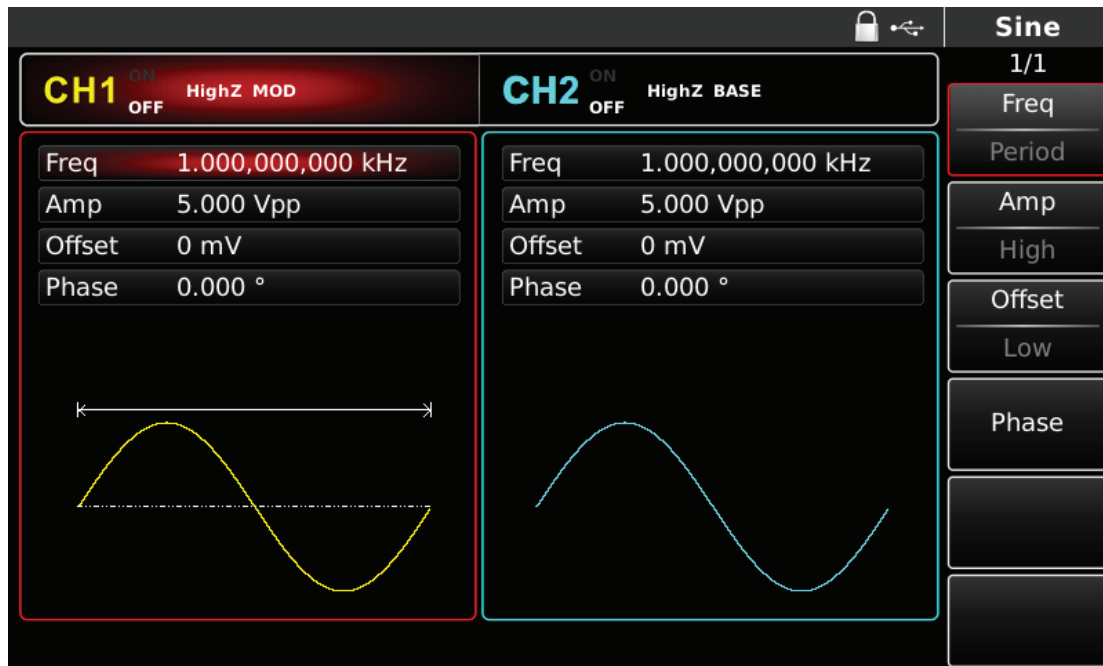 Sine
1/1
CH1 ON OFF HighZ MOD
CH2 ON OFF HighZ BASE
Freq 1.000,000,000 kHz
Amp 5.000 Vpp
Offset 0 mV
Phase 0.000 °
Freq 1.000,000,000 kHz
Amp 5.000 Vpp
Offset 0 mV
Phase 0.000 °
Freq
Period
Amp
High
Offset
Low
Phase